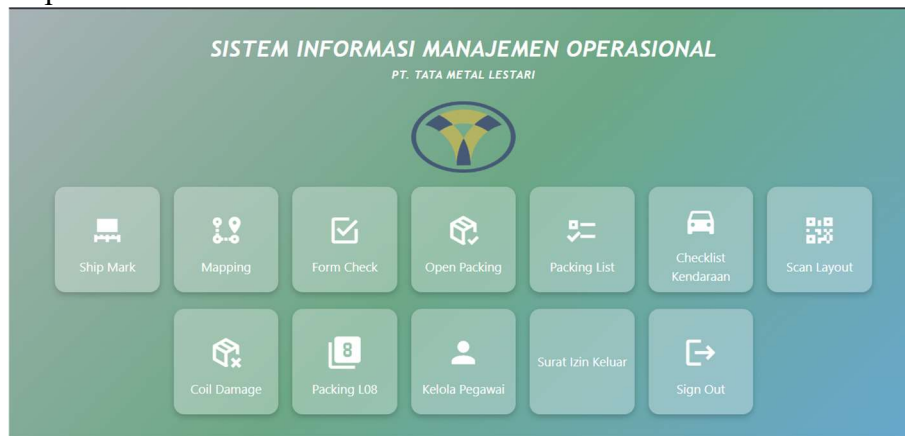 SISTEM INFORMASI MANAJEMEN OPERASIONAL
PT. TATA METAL LESTARI
Ship Mark
Mapping
Form Check
Open Packing
Packing List
Checklist
Kendaraan
Scan Layout
Coil Damage
8
Packing L08
Kelola Pegawai
Surat Izin Keluar
Sign Out